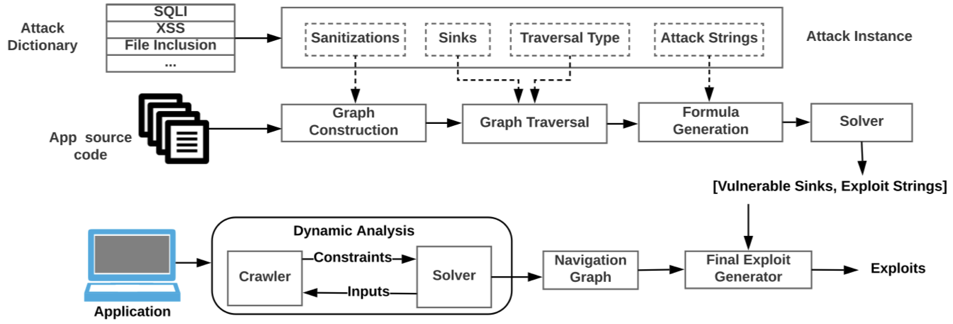 Attack
Dictionary
SQLI
XSS
File Inclusion
...
Sanitizations
Sinks
Traversal Type
Attack Strings
Attack Instance
App source
code
Graph
Construction
Graph Traversal
Formula
Generation
Solver
[Vulnerable Sinks, Exploit Strings]
Application
Dynamic Analysis
Crawler
Constraints
Inputs
Solver
Navigation
Graph
Final Exploit
Generator
Exploits